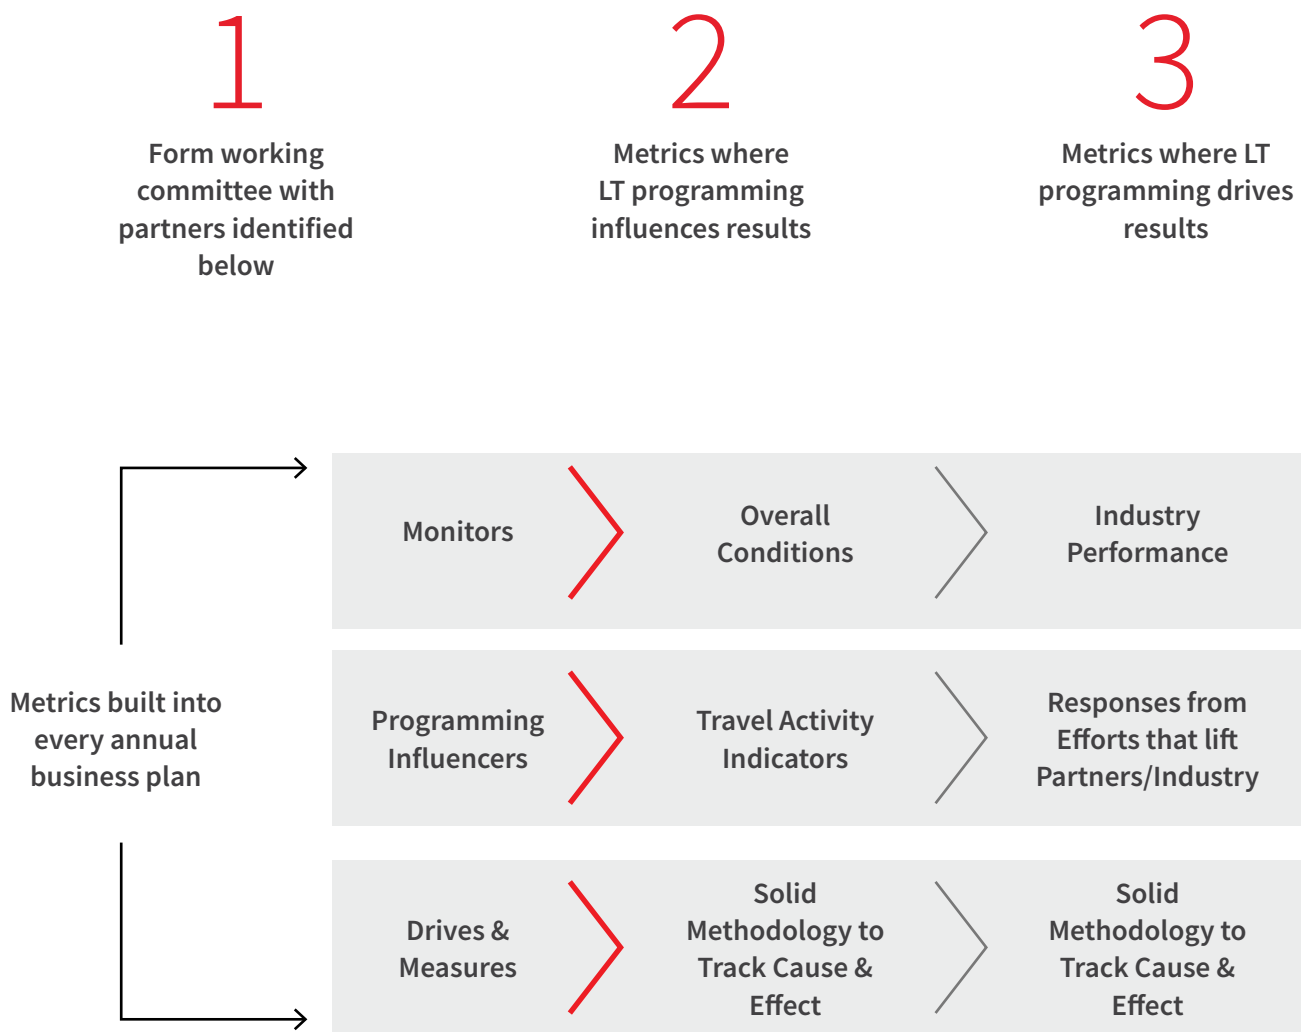 1
Form working
committee with
partners identified
below
2
Metrics where
LT programming
influences results
3
Metrics where LT
programming drives
results
Metrics built into
every annual
business plan
Monitors
Overall
Conditions
Industry
Performance
Programming
Influencers
Travel Activity
Indicators
Responses from
Efforts that lift
Partners/Industry
Drives &
Measures
Solid
Methodology to
Track Cause &
Effect
Solid
Methodology to
Track Cause &
Effect